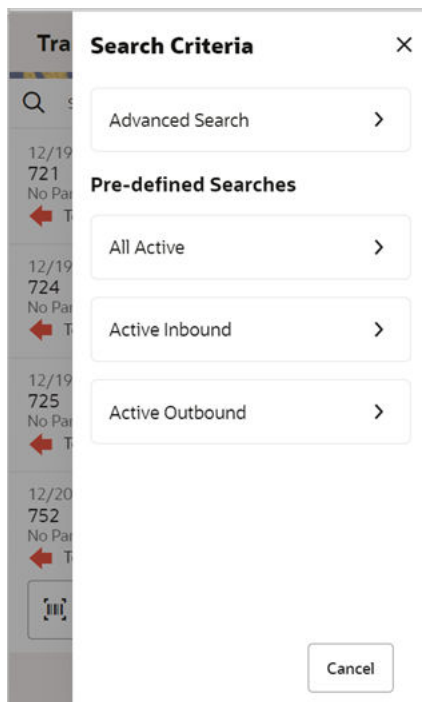 Tra
Search Criteria
Advanced Search
Pre-defined Searches
All Active
Active Inbound
Active Outbound
Cancel
12/19
721
No Par
12/19
724
No Par
12/19
725
No Par
12/20
752
No Par